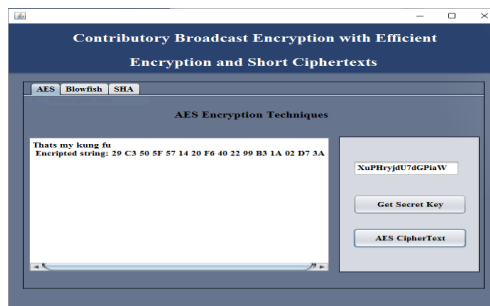 Contributory Broadcast Encryption with Efficient
Encryption and Short Ciphertexts
AES Blowfish SHA
AES Encryption Techniques
Thats my kung fu
Encripted string: 29 C3 50 5F 57 14 20 F6 40 22 99 B3 1A 02 D7 3A
XuPHryjdU7dGPiaW
Get Secret Key
AES CipherText